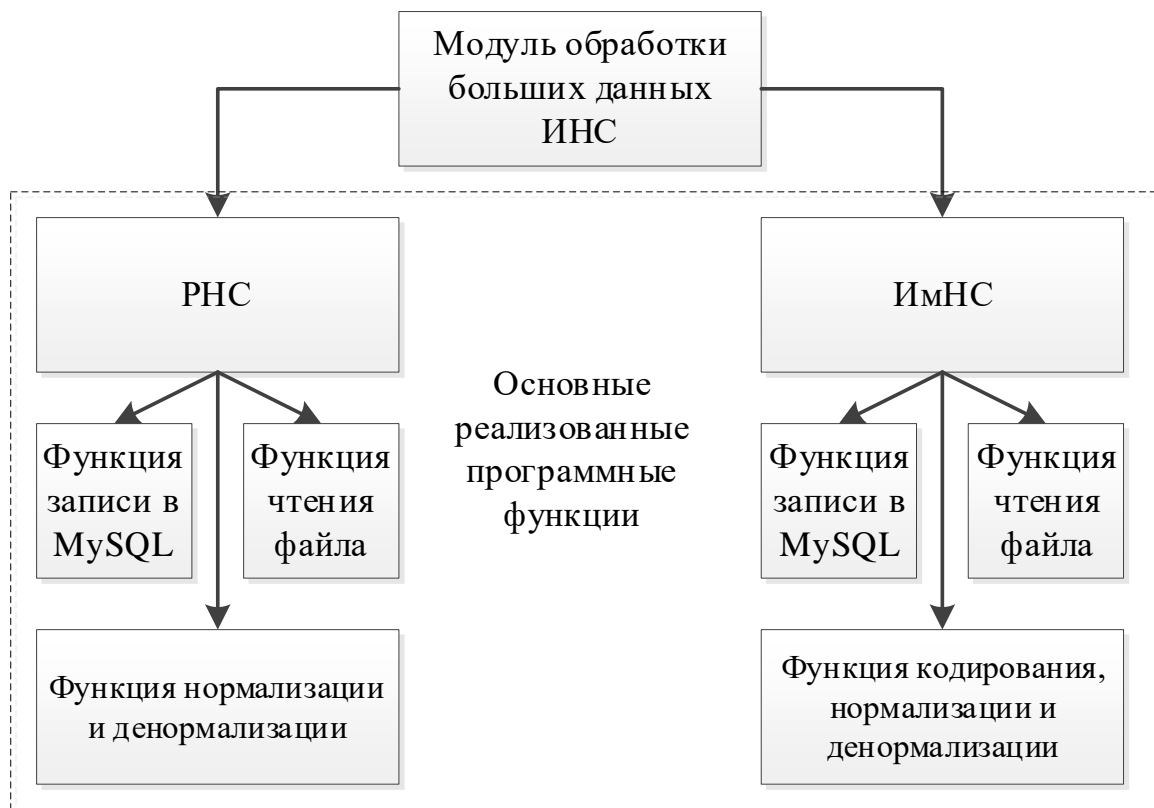 Модуль обработки
больших данных
ИНС
РНС
ИмНС
Основные
реализованные
программные
функции
Функция
записи в
MySQL
Функция
чтения
файла
Функция
записи в
MySQL
Функция
чтения
файла
Функция нормализации
и денормализации
Функция кодирования,
нормализации и
денормализации